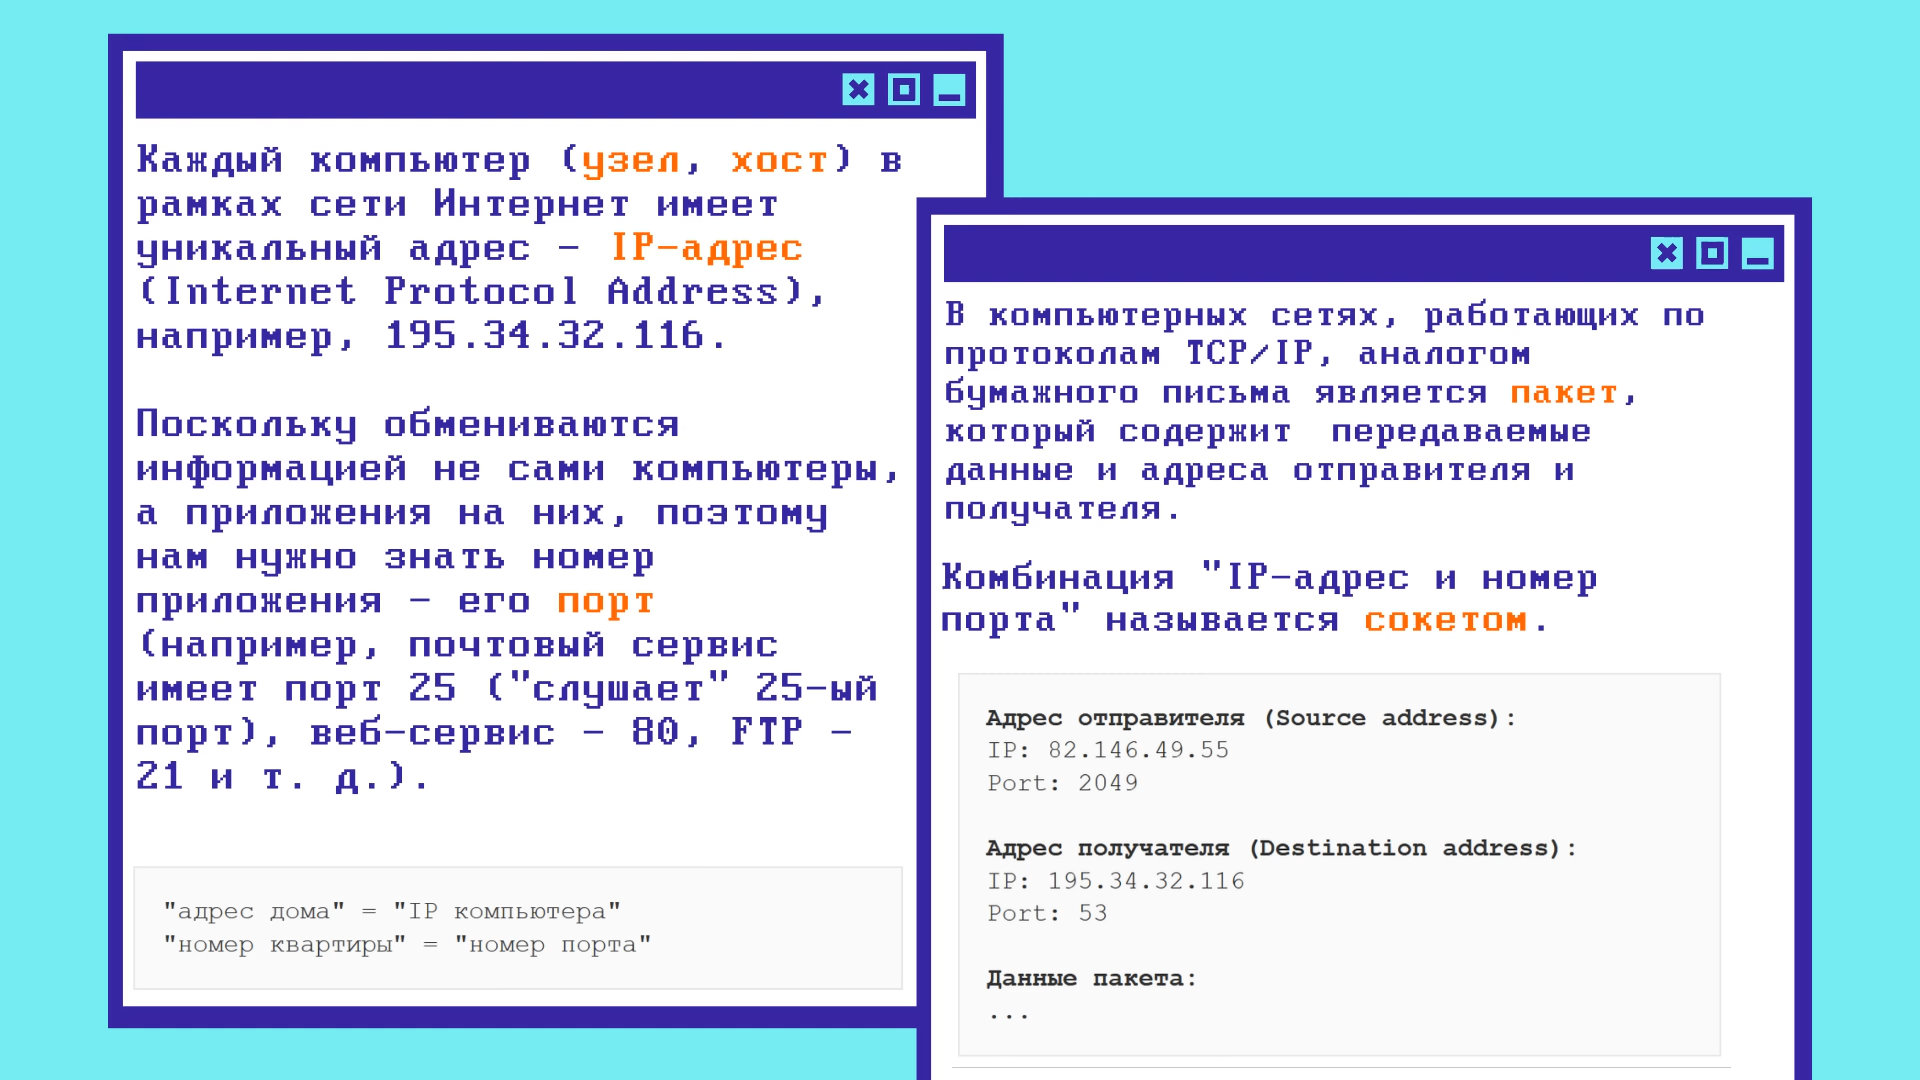 Каждый компьютер (узел, хост) в
рамках сети Интернет имеет
уникальный адрес – IP-адрес
(Internet Protocol Address),
например, 195.34.32.116.
Поскольку обмениваются
информацией не сами компьютеры,
а приложения на них, поэтому
нам нужно знать номер
приложения – его порт
(например, почтовый сервис
имеет порт 25 ("слушает" 25-ый
порт), веб-сервис – 80, FTP –
21 и т. д.).
"адрес дома" = "IP компьютера"
"номер квартиры" = "номер порта"
В компьютерных сетях, работающих по
протоколам TCP/IP, аналогом
бумажного письма является пакет,
который содержит  передаваемые
данные и адреса отправителя и
получателя.
Комбинация "IP-адрес и номер
порта" называется сокетом.
Адрес отправителя (Source address):
IP: 82.146.49.55
Port: 2049
Адрес получателя (Destination address):
IP: 195.34.32.116
Port: 53
Данные пакета:
...